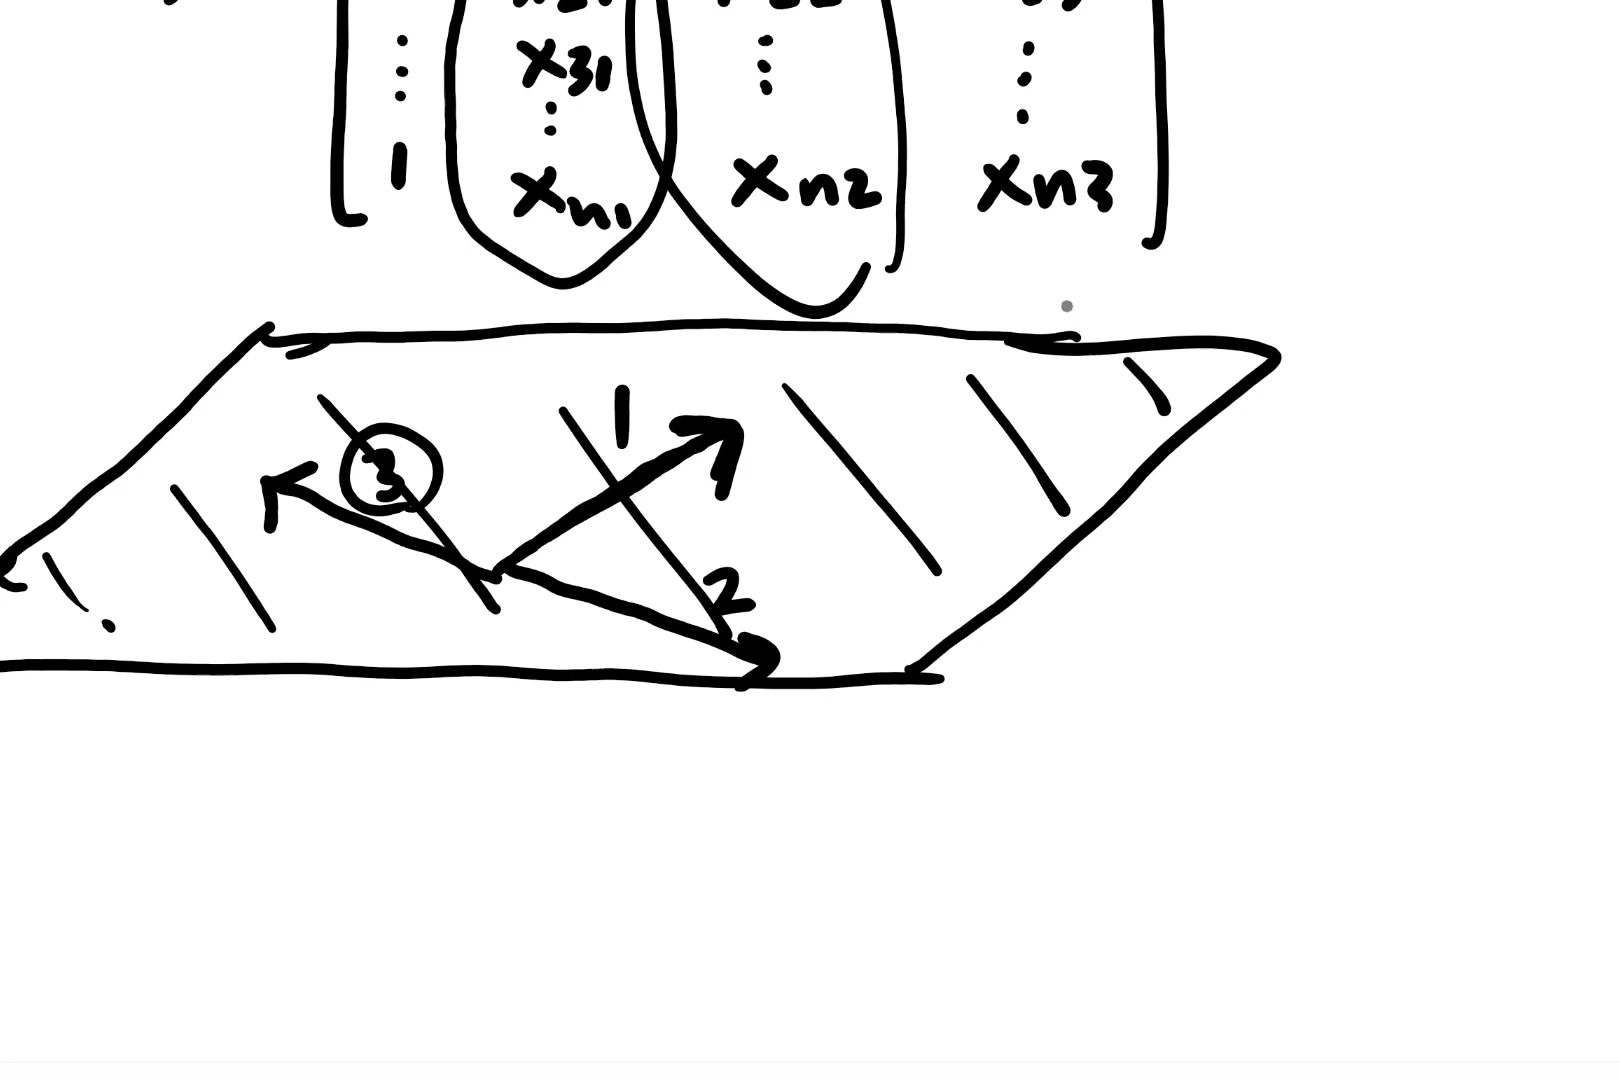 ⋮ x31 ⋮ ⋮
⋮
1 xn1 xn2 xn3
1
3
2